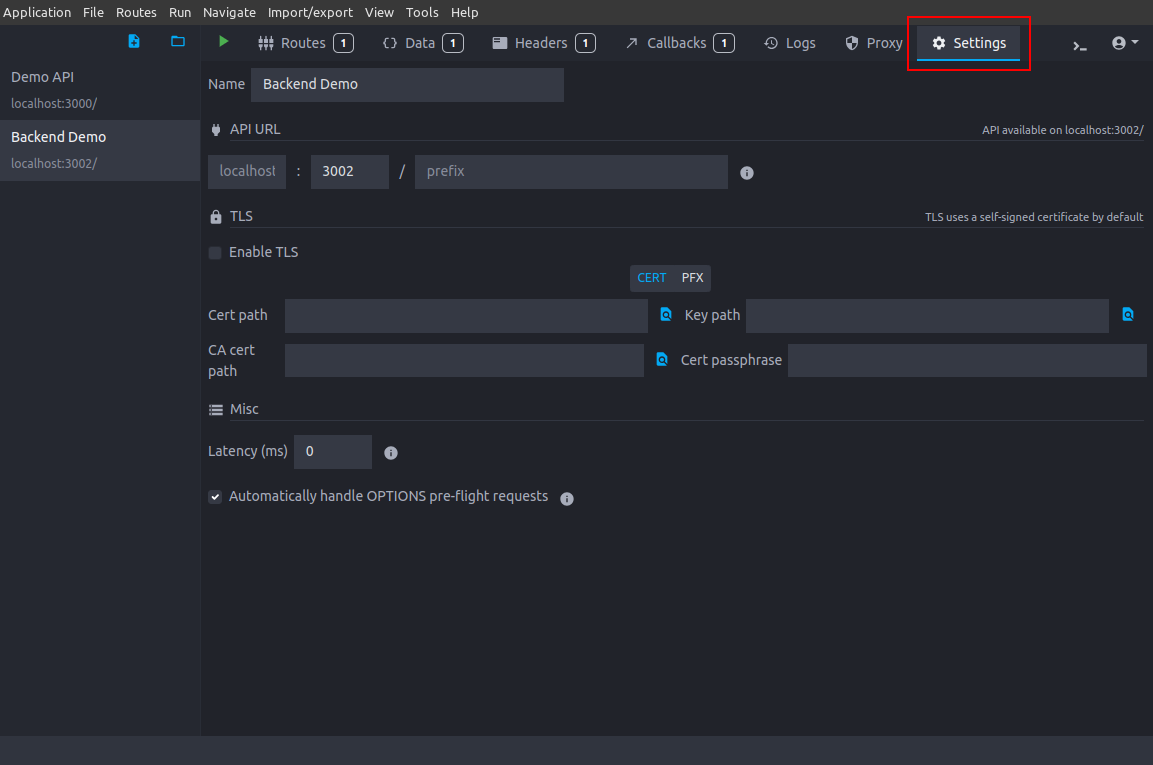 Application File Routes Run Navigate Import/export View Tools Help
Routes 1 Data 1 Headers 1 Callbacks 1 Logs Proxy Settings
Demo API
localhost:3000/
Backend Demo
localhost:3002/
Name Backend Demo
API URL API available on localhost:3002/
localhost : 3002 / prefix
TLS TLS uses a self-signed certificate by default
Enable TLS
CERT PFX
Cert path Key path
CA cert
path
Cert passphrase
Misc
Latency (ms) 0
Automatically handle OPTIONS pre-flight requests